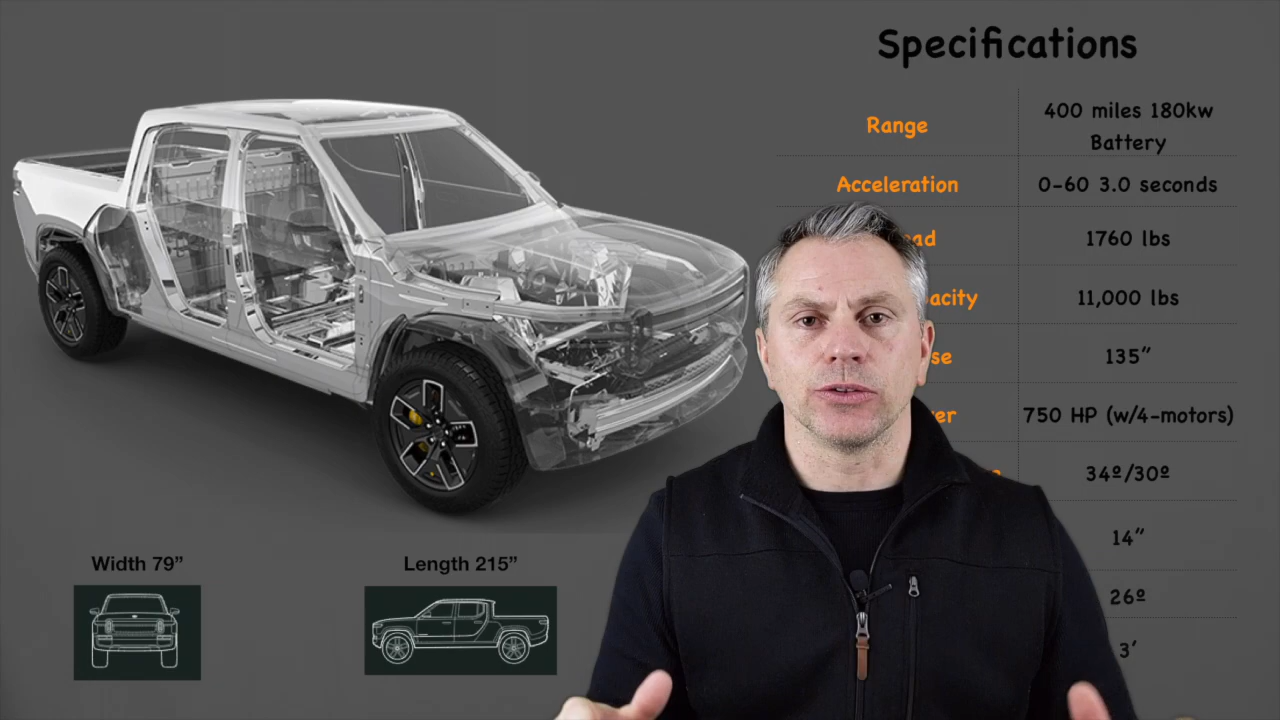 Specifications
Range
400 miles 180kw
Battery
Acceleration
0-60 3.0 seconds
1760 lbs
11,000 lbs
135”
750 HP (w/4-motors)
34º/30º
14”
26º
3’
Width 79”
Length 215”